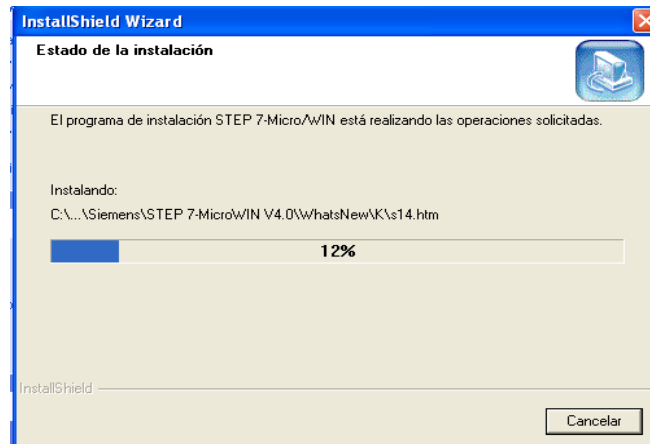 InstallShield Wizard
Estado de la instalación
El programa de instalación STEP 7-Micro/WIN está realizando las operaciones solicitadas.
Instalando:
C:\...\Siemens\STEP 7-MicroWIN V4.0\WhatsNew\K\s14.htm
12%
InstallShield
Cancelar